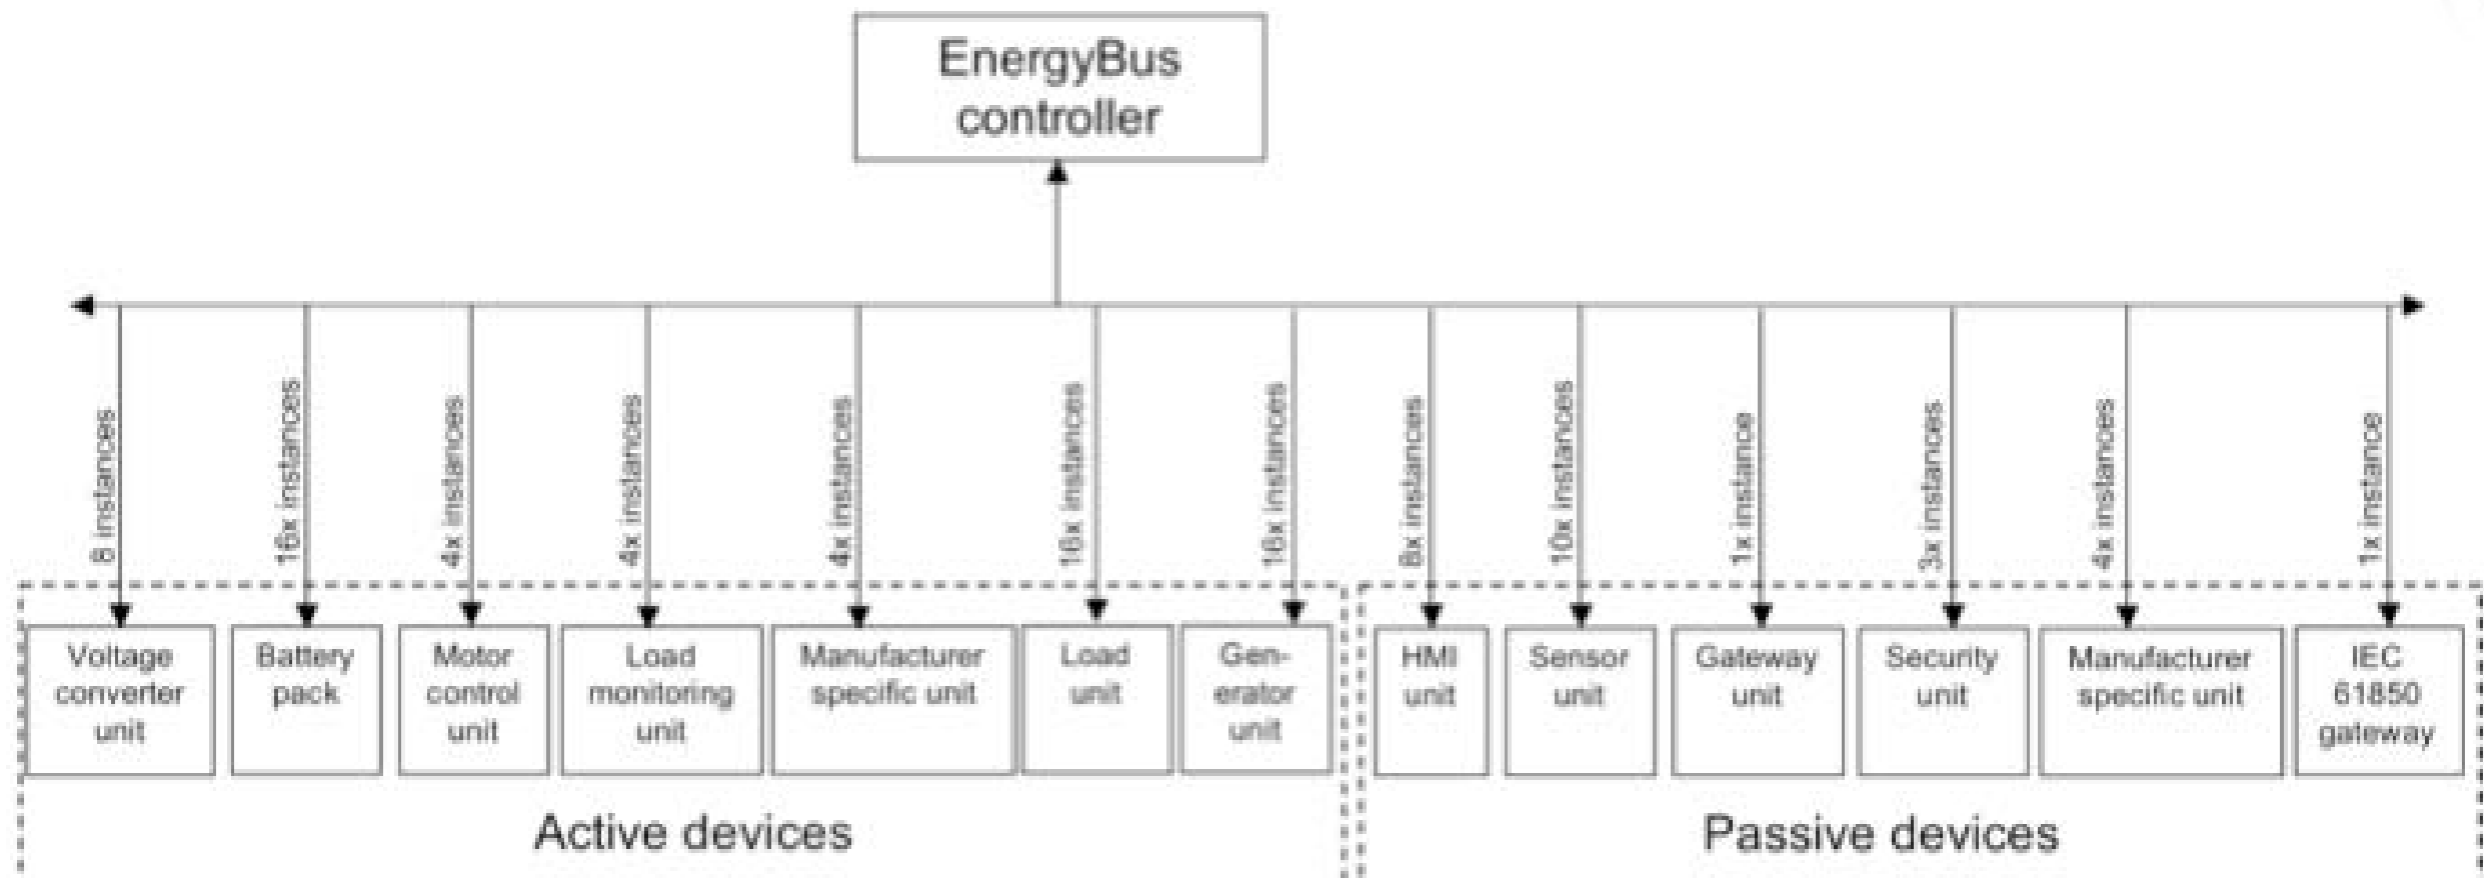 EnergyBus
controller
8 instances
16x instances
4x instances
4x instances
4x instances
16x instances
16x instances
8x instances
10x instances
1x instance
3x instances
4x instances
1x instance
Voltage
converter
unit
Battery
pack
Motor
control
unit
Load
monitoring
unit
Manufacturer
specific unit
Load
unit
Gen-
erator
unit
HMI
unit
Sensor
unit
Gateway
unit
Security
unit
Manufacturer
specific unit
IEC
61850
gateway
Active devices
Passive devices